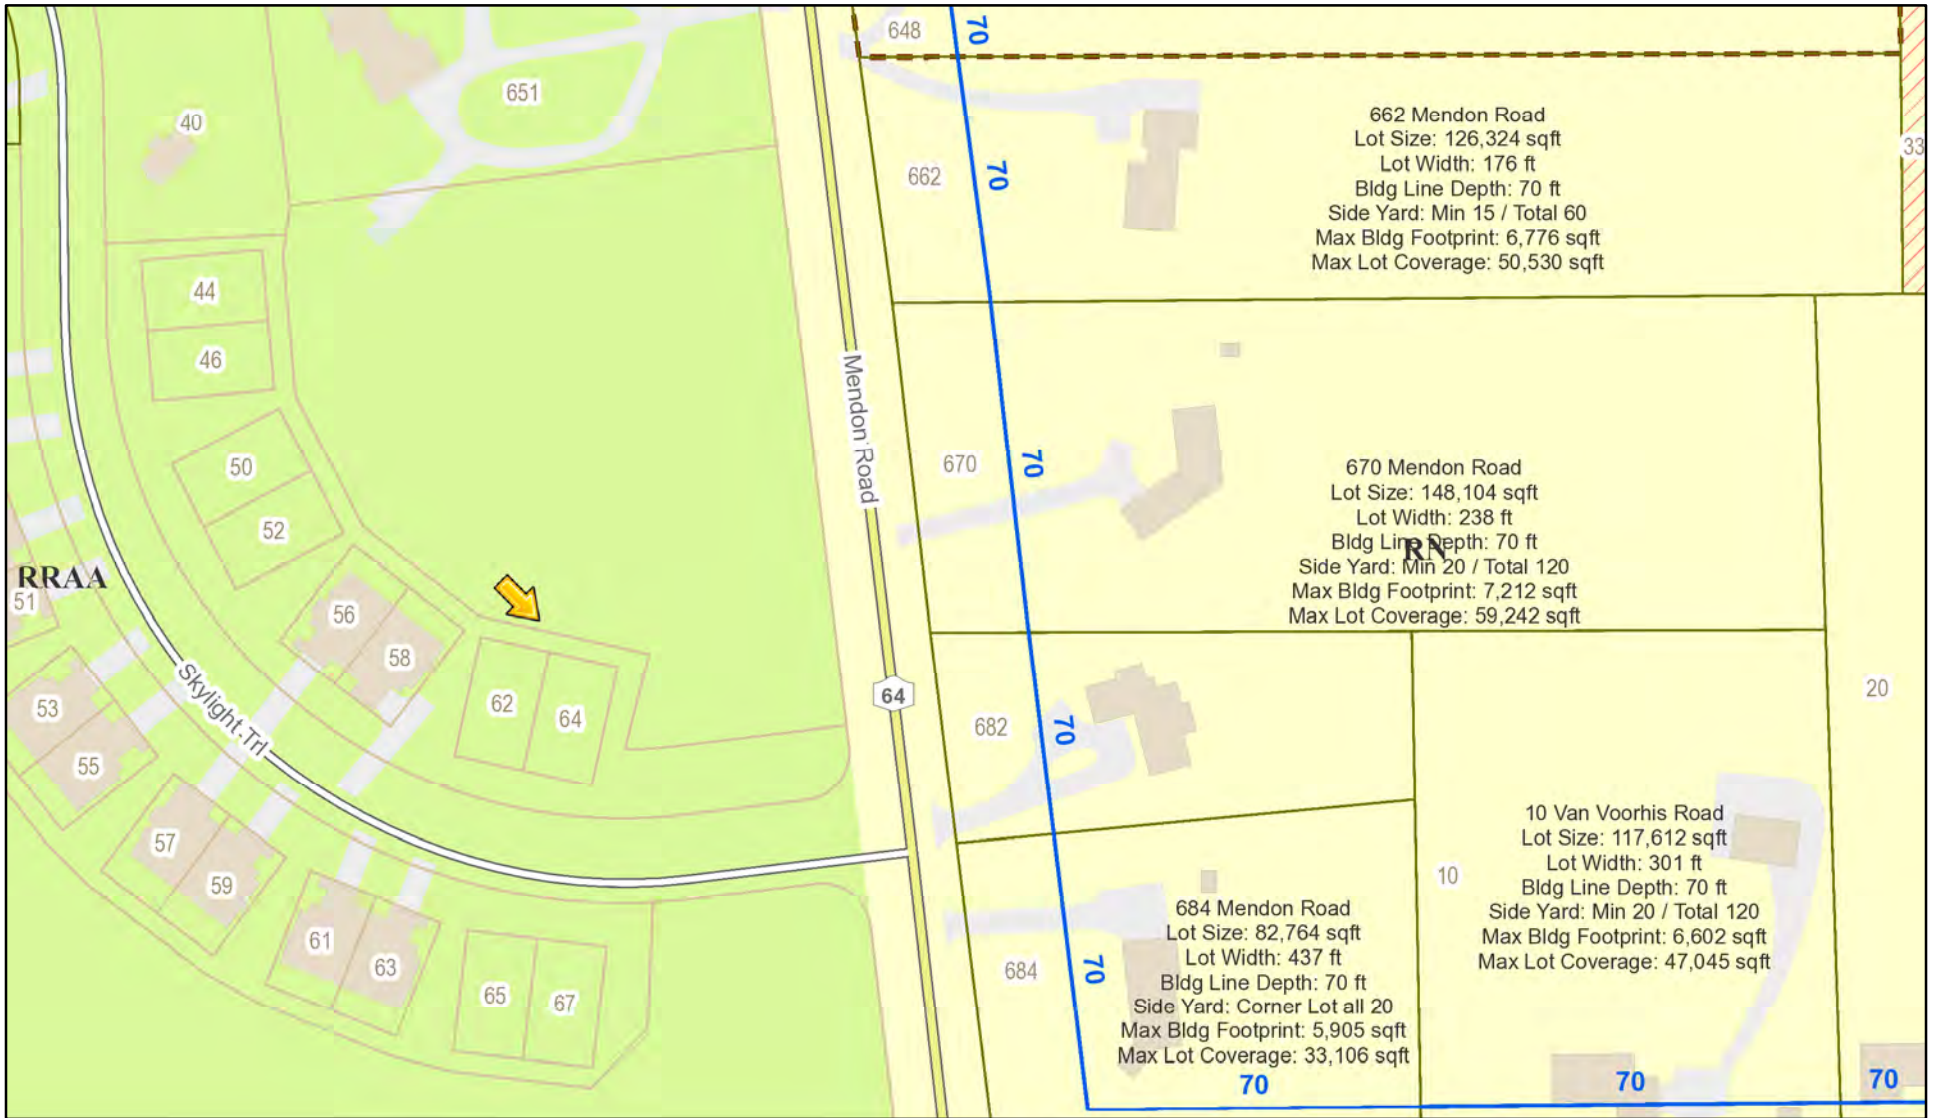 648
70
651
40
33
662 Mendon Road
Lot Size: 126,324 sqft
Lot Width: 176 ft
Bldg Line Depth: 70 ft
Side Yard: Min 15 / Total 60
Max Bldg Footprint: 6,776 sqft
Max Lot Coverage: 50,530 sqft
662
70
44
46
Mendon Road
50
52
670
70
670 Mendon Road
Lot Size: 148,104 sqft
Lot Width: 238 ft
Bldg Line Depth: 70 ft
RN
Side Yard: Min 20 / Total 120
Max Bldg Footprint: 7,212 sqft
Max Lot Coverage: 59,242 sqft
RRAA
51
56
58
62
64
64
682
70
20
Skylight Trl
53
55
57
59
61
63
65
67
10 Van Voorhis Road
Lot Size: 117,612 sqft
Lot Width: 301 ft
Bldg Line Depth: 70 ft
Side Yard: Min 20 / Total 120
Max Bldg Footprint: 6,602 sqft
Max Lot Coverage: 47,045 sqft
10
684 Mendon Road
Lot Size: 82,764 sqft
Lot Width: 437 ft
Bldg Line Depth: 70 ft
Side Yard: Corner Lot all 20
Max Bldg Footprint: 5,905 sqft
Max Lot Coverage: 33,106 sqft
684
70
70
70
70